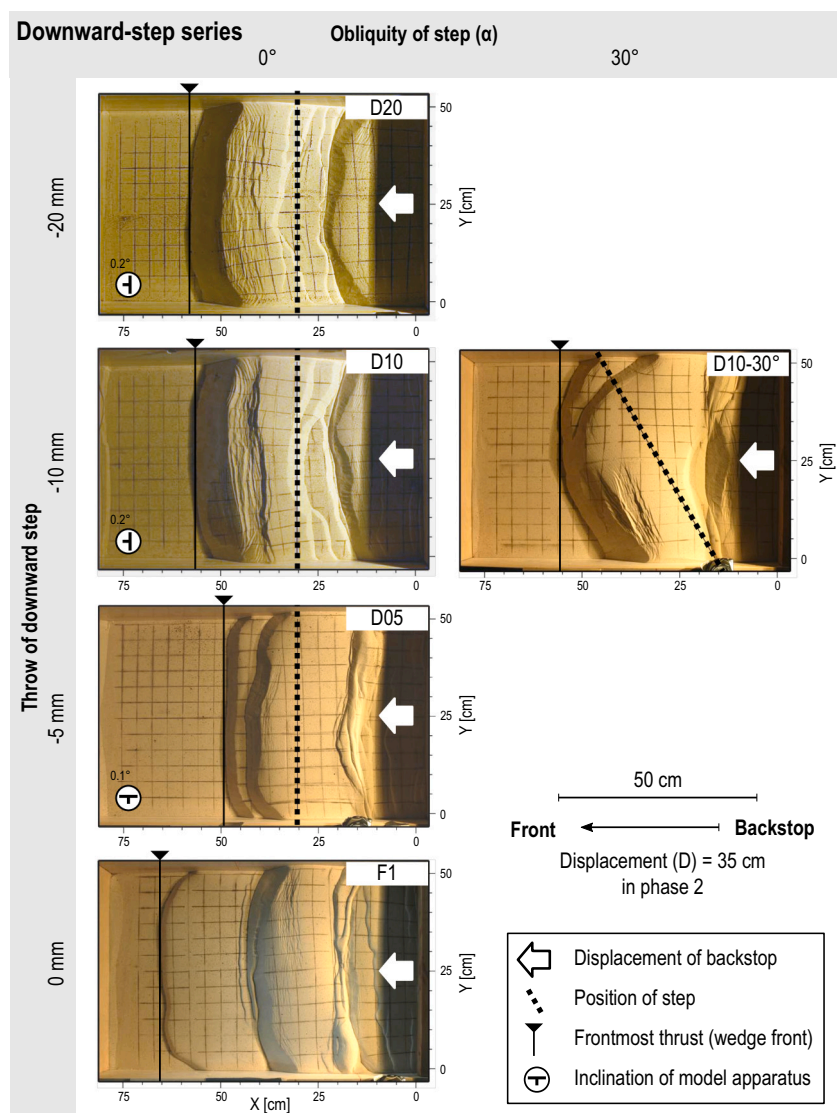 Downward-step series
Obliquity of step (α)
0°
30°
Throw of downward step
-20 mm
D20
0.2°
50
25
0
Y [cm]
75
50
25
0
-10 mm
D10
0.2°
50
25
0
Y [cm]
75
50
25
0
D10-30°
50
25
0
Y [cm]
75
50
25
0
-5 mm
D05
0.1°
50
25
0
Y [cm]
75
50
25
0
0 mm
F1
50
25
0
Y [cm]
75
50
25
0
X [cm]
50 cm
Front
Backstop
Displacement (D) = 35 cm
in phase 2
Displacement of backstop
Position of step
Frontmost thrust (wedge front)
Inclination of model apparatus